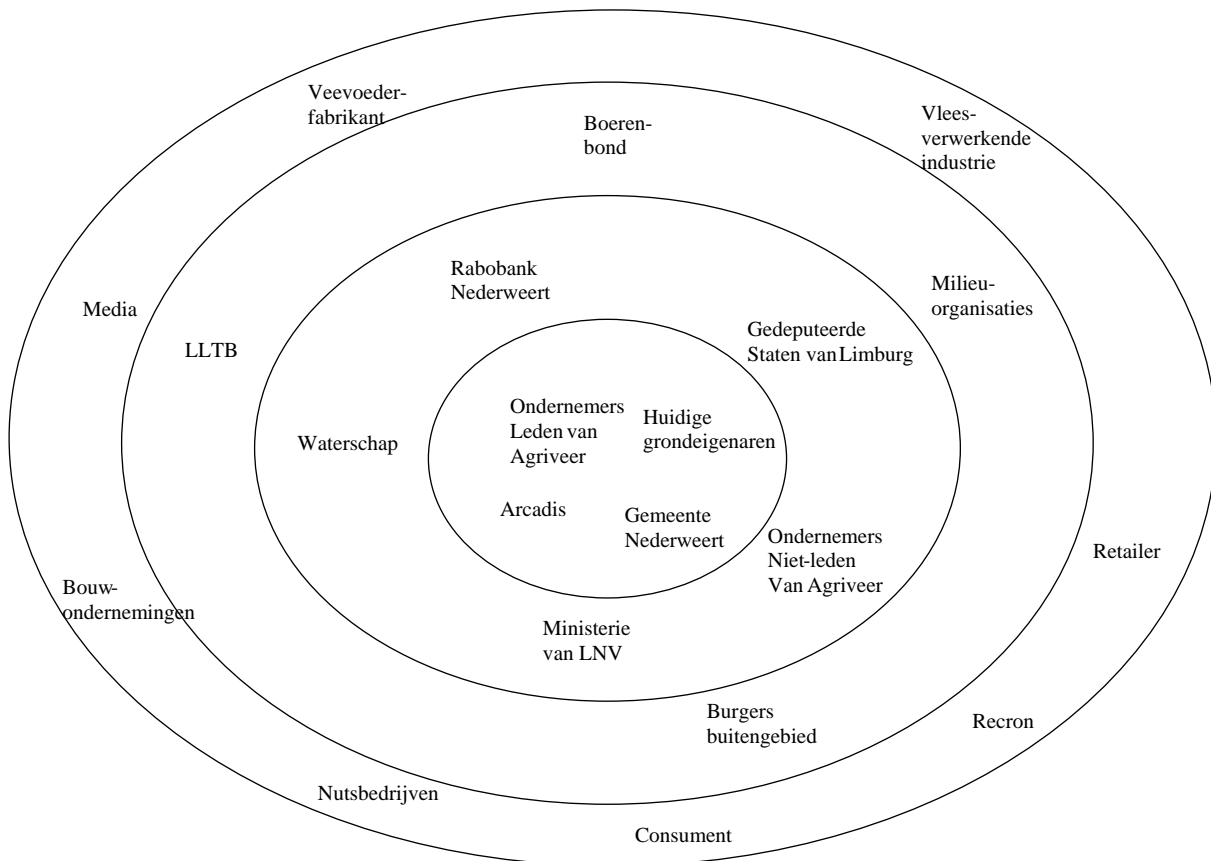 Veevoeder-
fabrikant
Boeren-
bond
Vlees-
verwerkende
industrie
Rabobank
Nederweert
Milieu-
organisaties
Media
LLTB
Gedeputeerde
Staten van Limburg
Ondernemers
Leden van
Agriveer
Huidige
grondeigenaren
Waterschap
Arcadis
Gemeente
Nederweert
Ondernemers
Niet-leden
Van Agriveer
Retailer
Bouw-
ondernemingen
Ministerie
van LNV
Burgers
buitengebied
Recron
Nutsbedrijven
Consument